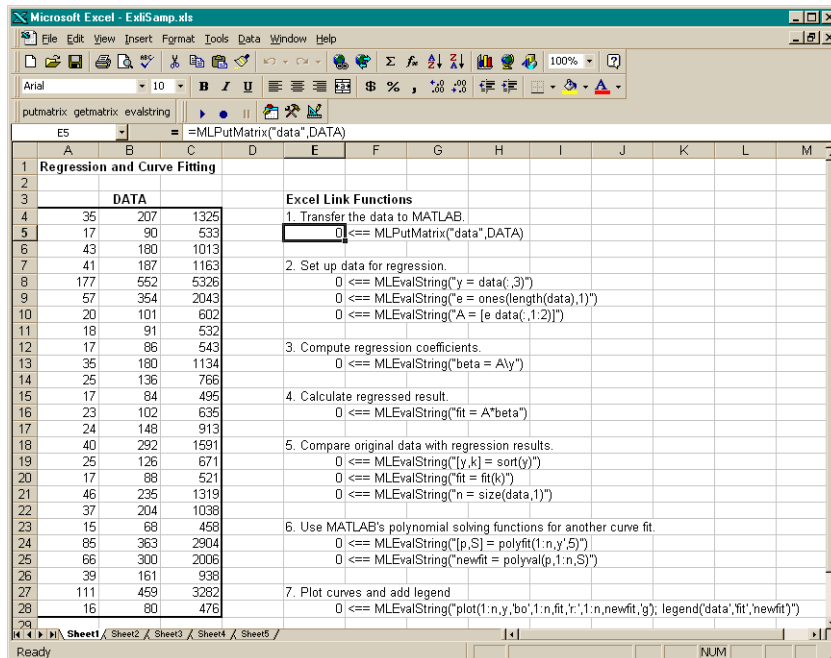 Microsoft Excel - ExliSamp.xls
File Edit View Insert Format Tools Data Window Help
100%
Arial 10 B I U $ % ,
putmatrix getmatrix evalstring
E5 = =MLPutMatrix("data",DATA)
A B C D E F G H I J K L M
1 Regression and Curve Fitting
2
3 DATA Excel Link Functions
4 35 207 1325 1. Transfer the data to MATLAB.
5 17 90 533 0 <== MLPutMatrix("data",DATA)
6 43 180 1013
7 41 187 1163 2. Set up data for regression.
8 177 552 5326 0 <== MLEvalString("y = data(:,3)")
9 57 354 2043 0 <== MLEvalString("e = ones(length(data),1)")
10 20 101 602 0 <== MLEvalString("A = [e data(:,1:2)]")
11 18 91 532
12 17 86 543 3. Compute regression coefficients.
13 35 180 1134 0 <== MLEvalString("beta = A\y")
14 25 136 766
15 17 84 495 4. Calculate regressed result.
16 23 102 635 0 <== MLEvalString("fit = A*beta")
17 24 148 913
18 40 292 1591 5. Compare original data with regression results.
19 25 126 671 0 <== MLEvalString("[y,k] = sort(y)")
20 17 88 521 0 <== MLEvalString("fit = fit(k)")
21 46 235 1319 0 <== MLEvalString("n = size(data,1)")
22 37 204 1038
23 15 68 458 6. Use MATLAB's polynomial solving functions for another curve fit.
24 85 363 2904 0 <== MLEvalString("[p,S] = polyfit(1:n,y',5)")
25 66 300 2006 0 <== MLEvalString("newfit = polyval(p,1:n,S)")
26 39 161 938
27 111 459 3282 7. Plot curves and add legend
28 16 80 476 0 <== MLEvalString("plot(1:n,y,'bo',1:n,fit,'r:',1:n,newfit,'g'); legend('data','fit','newfit')")
29
Sheet1 Sheet2 Sheet3 Sheet4 Sheet5
Ready NUM